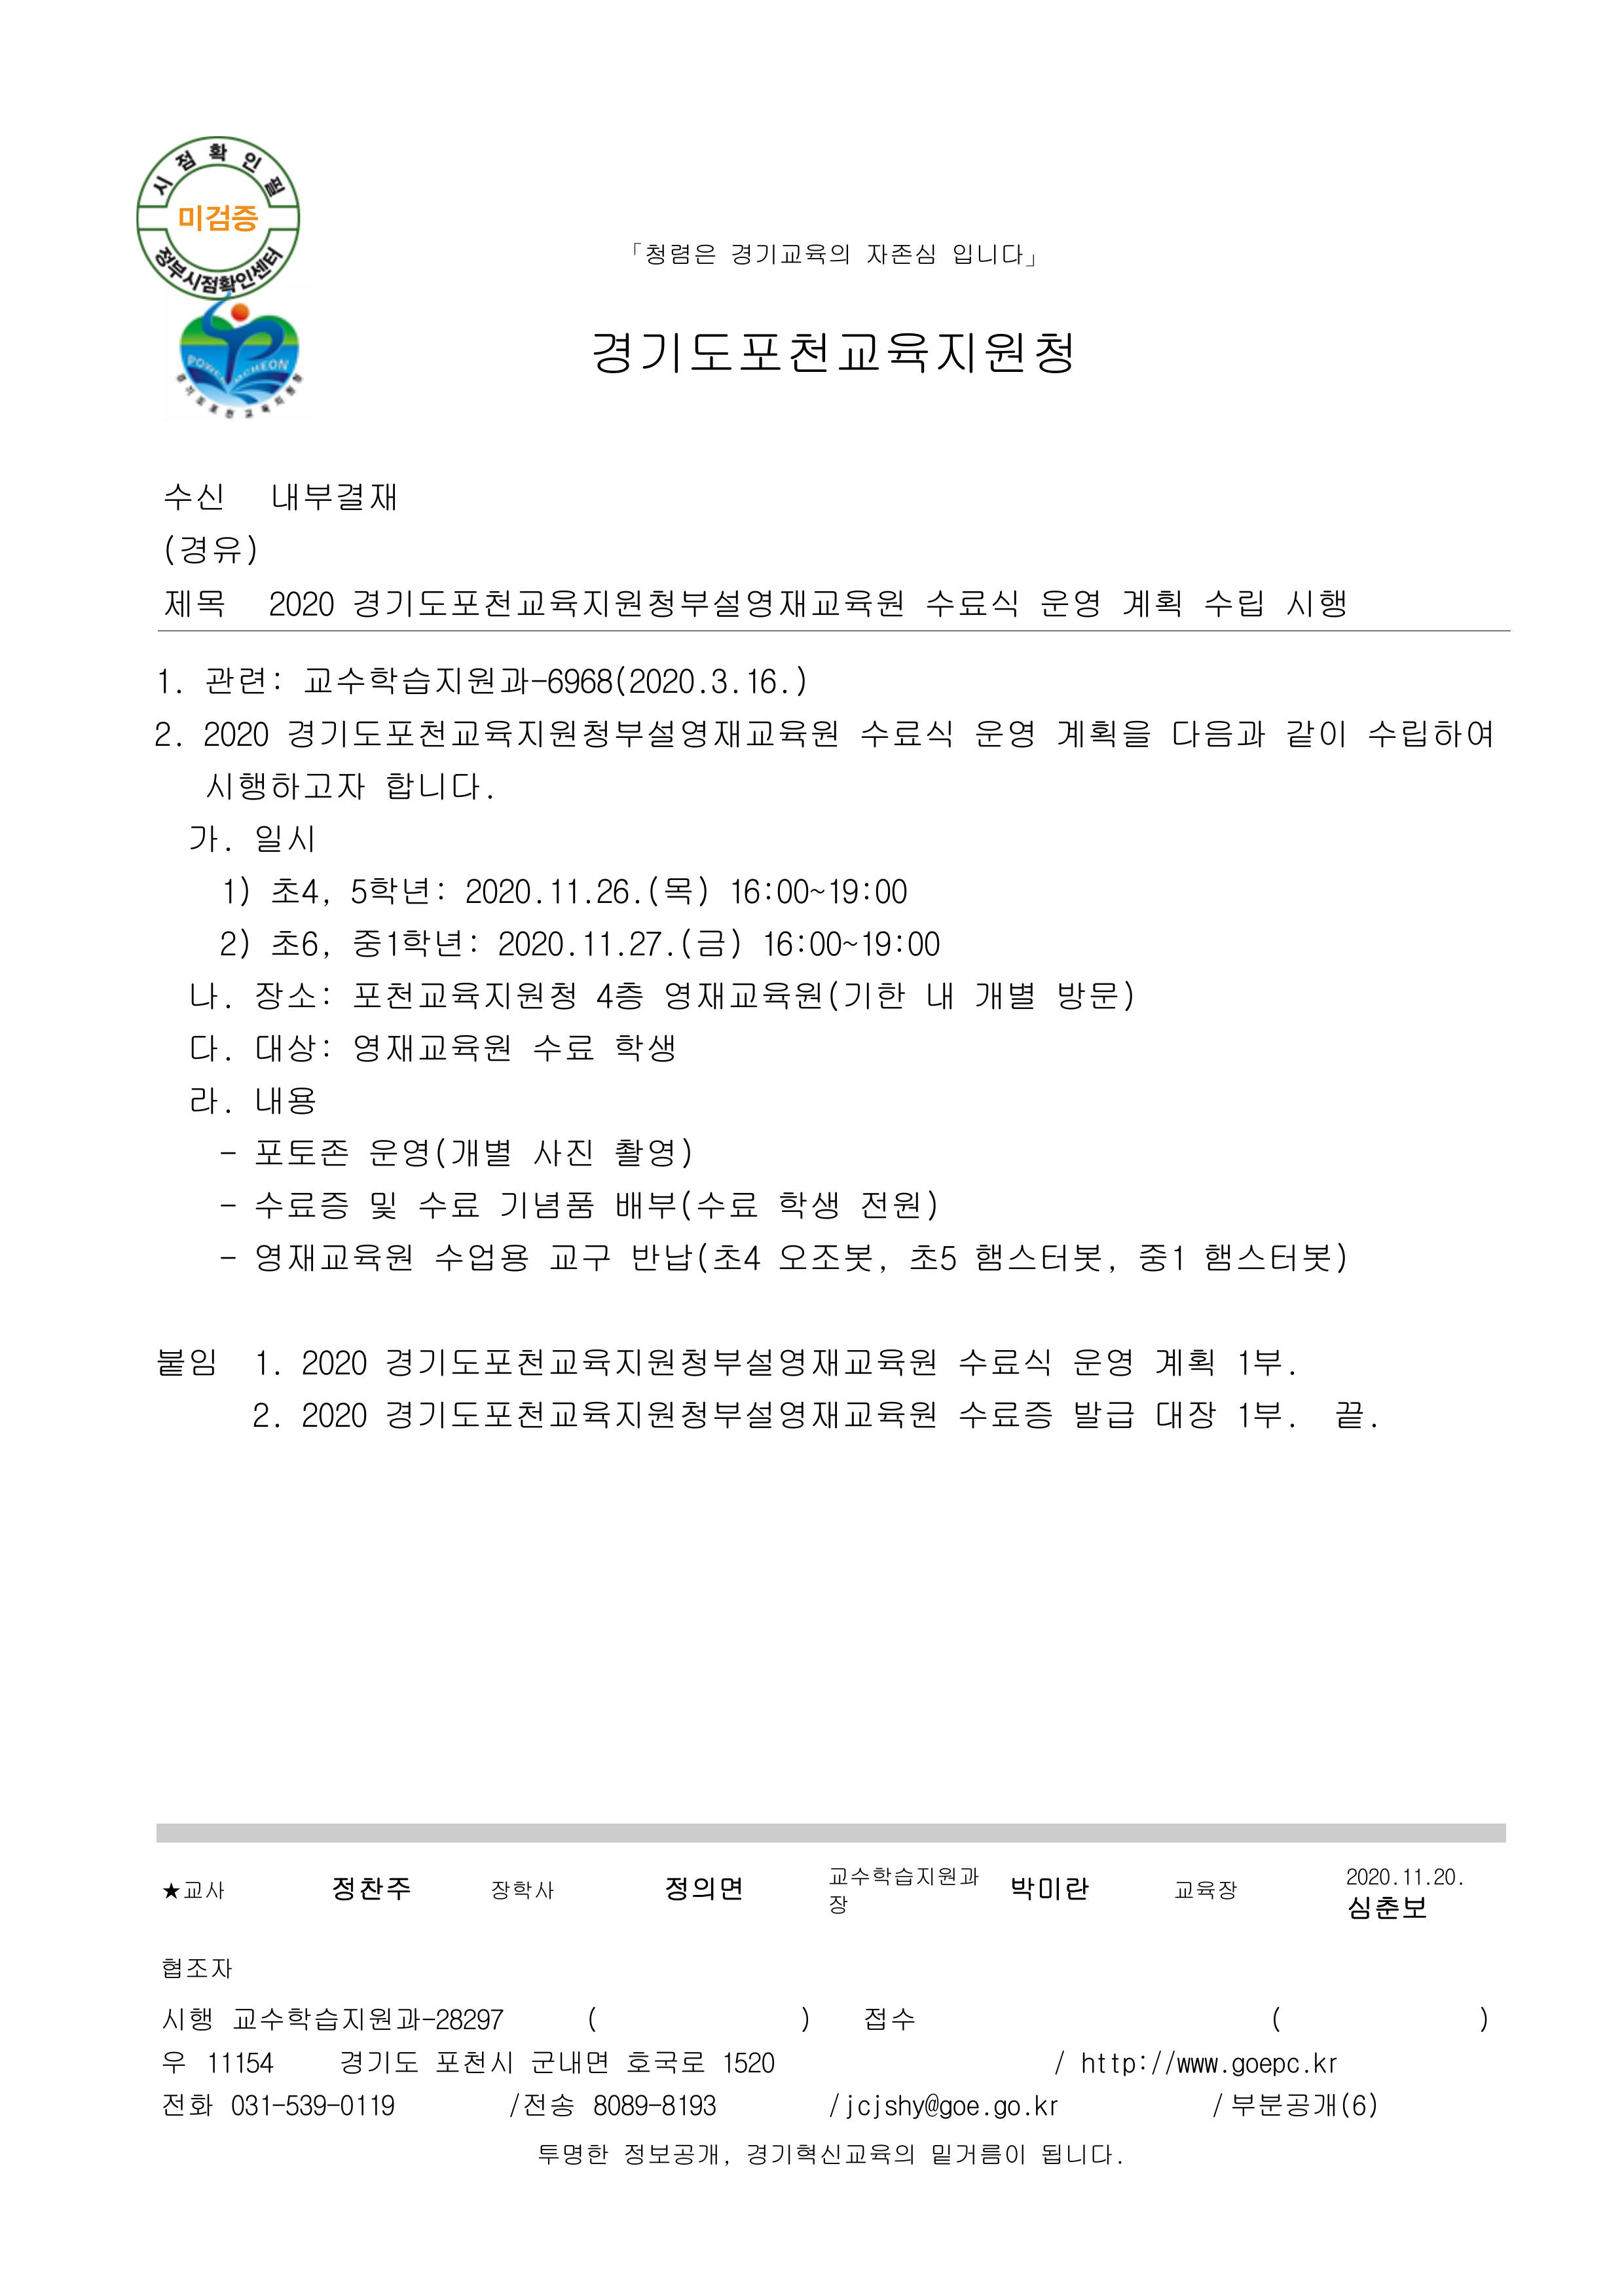 시점확인필
미검증
정부시점확인센터
「청렴은 경기교육의 자존심 입니다」
경기도포천교육지원청
수신 내부결재
(경유)
제목 2020 경기도포천교육지원청부설영재교육원 수료식 운영 계획 수립 시행
1. 관련: 교수학습지원과-6968(2020.3.16.)
2. 2020 경기도포천교육지원청부설영재교육원 수료식 운영 계획을 다음과 같이 수립하여
시행하고자 합니다.
가. 일시
1) 초4, 5학년: 2020.11.26.(목) 16:00~19:00
2) 초6, 중1학년: 2020.11.27.(금) 16:00~19:00
나. 장소: 포천교육지원청 4층 영재교육원(기한 내 개별 방문)
다. 대상: 영재교육원 수료 학생
라. 내용
- 포토존 운영(개별 사진 촬영)
- 수료증 및 수료 기념품 배부(수료 학생 전원)
- 영재교육원 수업용 교구 반납(초4 오조봇, 초5 햄스터봇, 중1 햄스터봇)
붙임 1. 2020 경기도포천교육지원청부설영재교육원 수료식 운영 계획 1부.
2. 2020 경기도포천교육지원청부설영재교육원 수료증 발급 대장 1부. 끝.
★교사 정찬주 장학사 정의면 교수학습지원과장 박미란 교육장 2020.11.20. 심춘보
협조자
시행 교수학습지원과-28297 ( ) 접수 ( )
우 11154 경기도 포천시 군내면 호국로 1520 / http://www.goepc.kr
전화 031-539-0119 /전송 8089-8193 /jcjshy@goe.go.kr / 부분공개(6)
투명한 정보공개, 경기혁신교육의 밑거름이 됩니다.